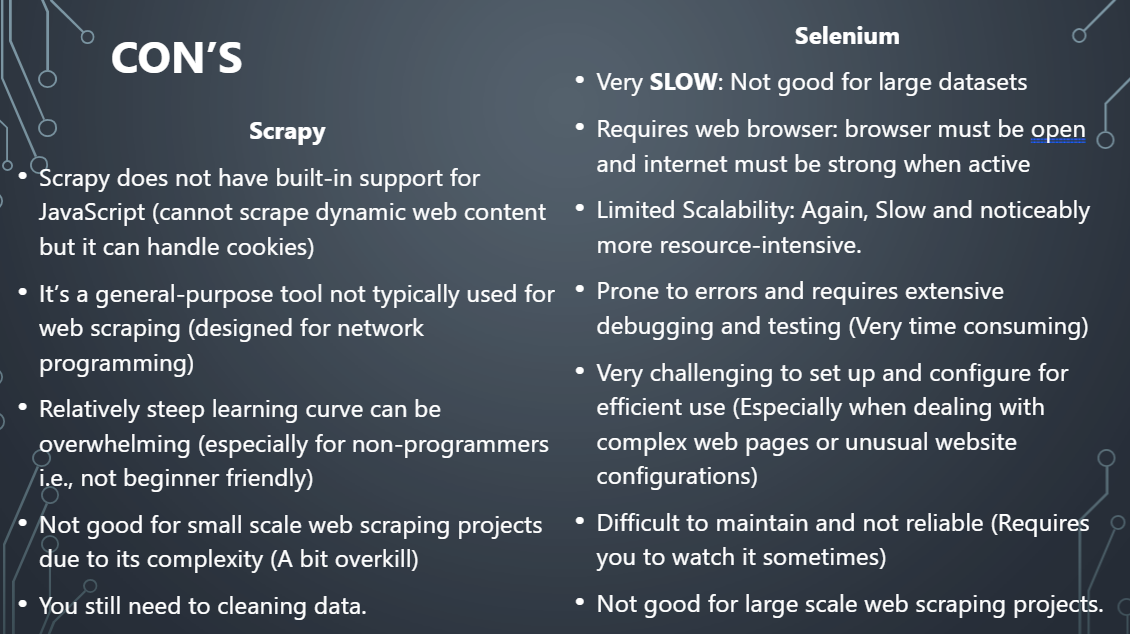 CON’S
Scrapy
• Scrapy does not have built-in support for
JavaScript (cannot scrape dynamic web content
but it can handle cookies)
• It’s a general-purpose tool not typically used for
web scraping (designed for network
programming)
• Relatively steep learning curve can be
overwhelming (especially for non-programmers
i.e., not beginner friendly)
• Not good for small scale web scraping projects
due to its complexity (A bit overkill)
• You still need to cleaning data.
Selenium
• Very SLOW: Not good for large datasets
• Requires web browser: browser must be open
and internet must be strong when active
• Limited Scalability: Again, Slow and noticeably
more resource-intensive.
• Prone to errors and requires extensive
debugging and testing (Very time consuming)
• Very challenging to set up and configure for
efficient use (Especially when dealing with
complex web pages or unusual website
configurations)
• Difficult to maintain and not reliable (Requires
you to watch it sometimes)
• Not good for large scale web scraping projects.